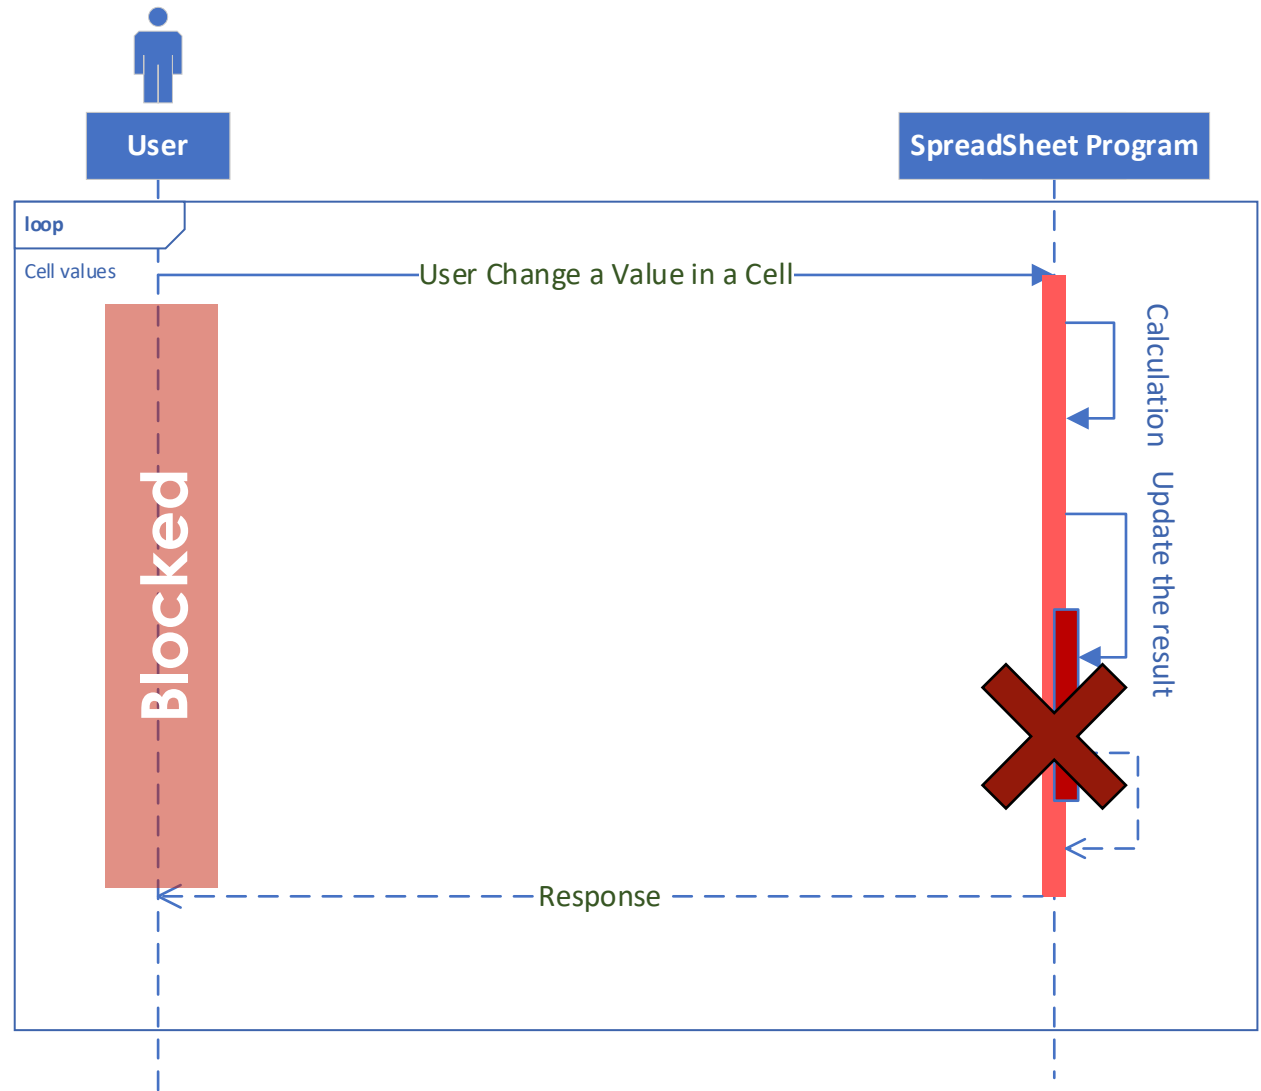 User
SpreadSheet Program
loop
Cell values
User Change a Value in a Cell
Calculation
Update the result
Blocked
Response